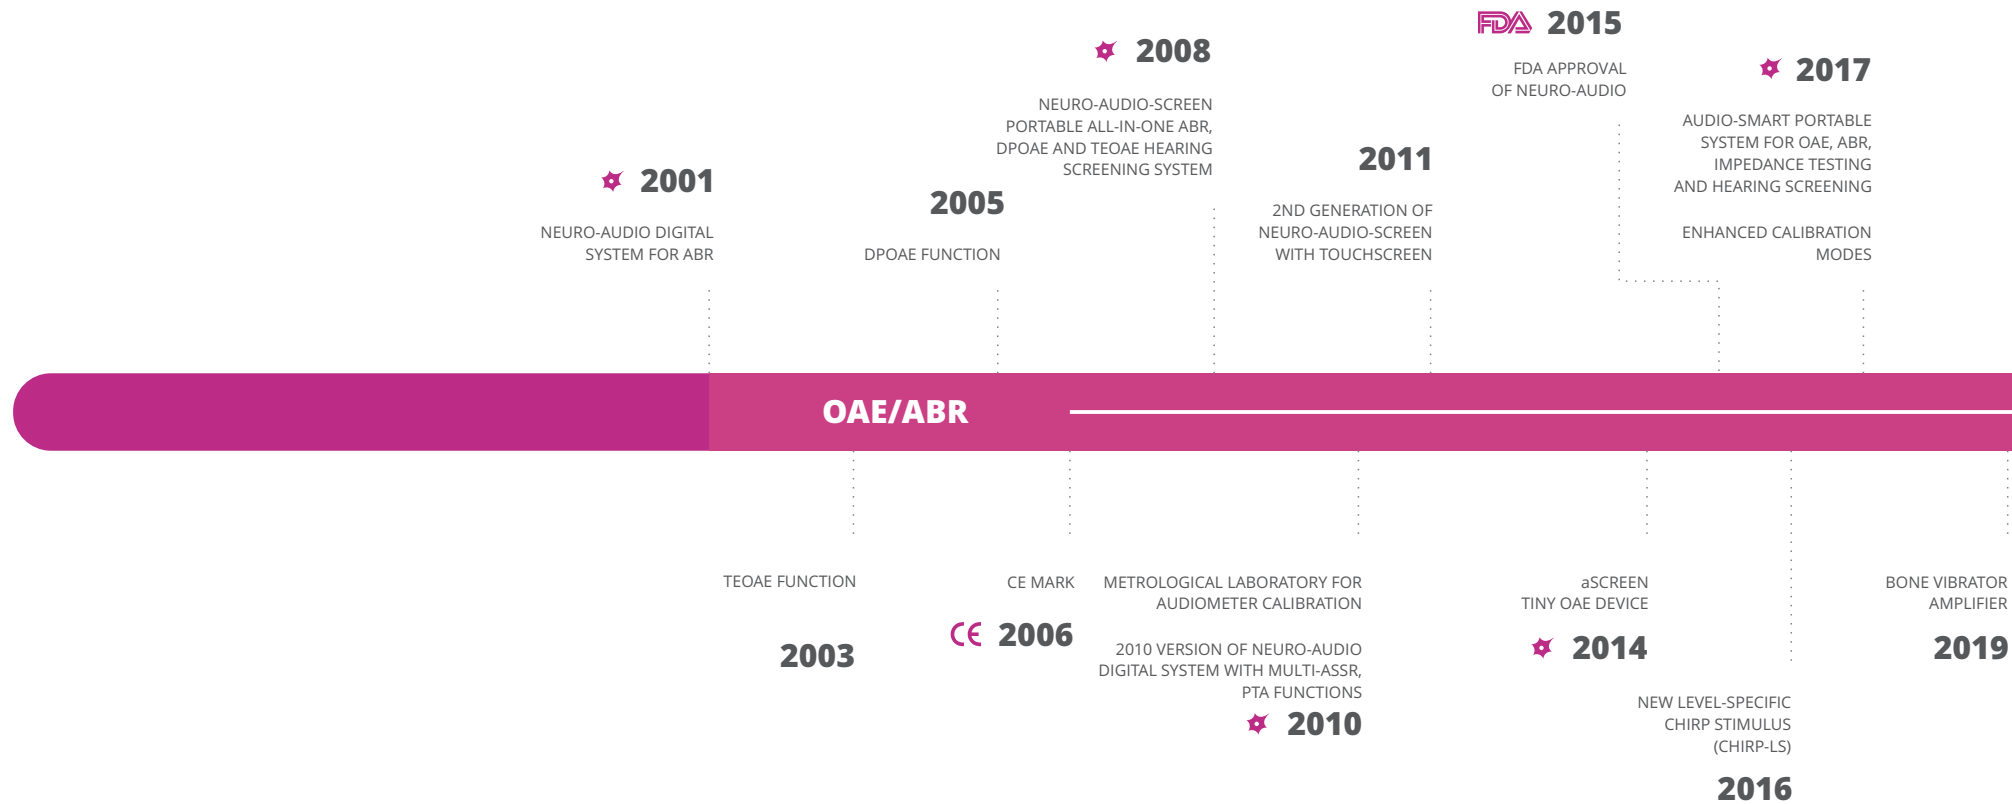 2001
NEURO-AUDIO DIGITAL
SYSTEM FOR ABR
2005
DPOAE FUNCTION
2008
NEURO-AUDIO-SCREEN
PORTABLE ALL-IN-ONE ABR,
DPOAE AND TEOAE HEARING
SCREENING SYSTEM
2011
2ND GENERATION OF
NEURO-AUDIO-SCREEN
WITH TOUCHSCREEN
FDA 2015
FDA APPROVAL
OF NEURO-AUDIO
2017
AUDIO-SMART PORTABLE
SYSTEM FOR OAE, ABR,
IMPEDANCE TESTING
AND HEARING SCREENING
ENHANCED CALIBRATION
MODES
OAE/ABR
TEOAE FUNCTION
2003
CE MARK
CE 2006
METROLOGICAL LABORATORY FOR
AUDIOMETER CALIBRATION
2010 VERSION OF NEURO-AUDIO
DIGITAL SYSTEM WITH MULTI-ASSR,
PTA FUNCTIONS
2010
aSCREEN
TINY OAE DEVICE
2014
NEW LEVEL-SPECIFIC
CHIRP STIMULUS
(CHIRP-LS)
2016
BONE VIBRATOR
AMPLIFIER
2019